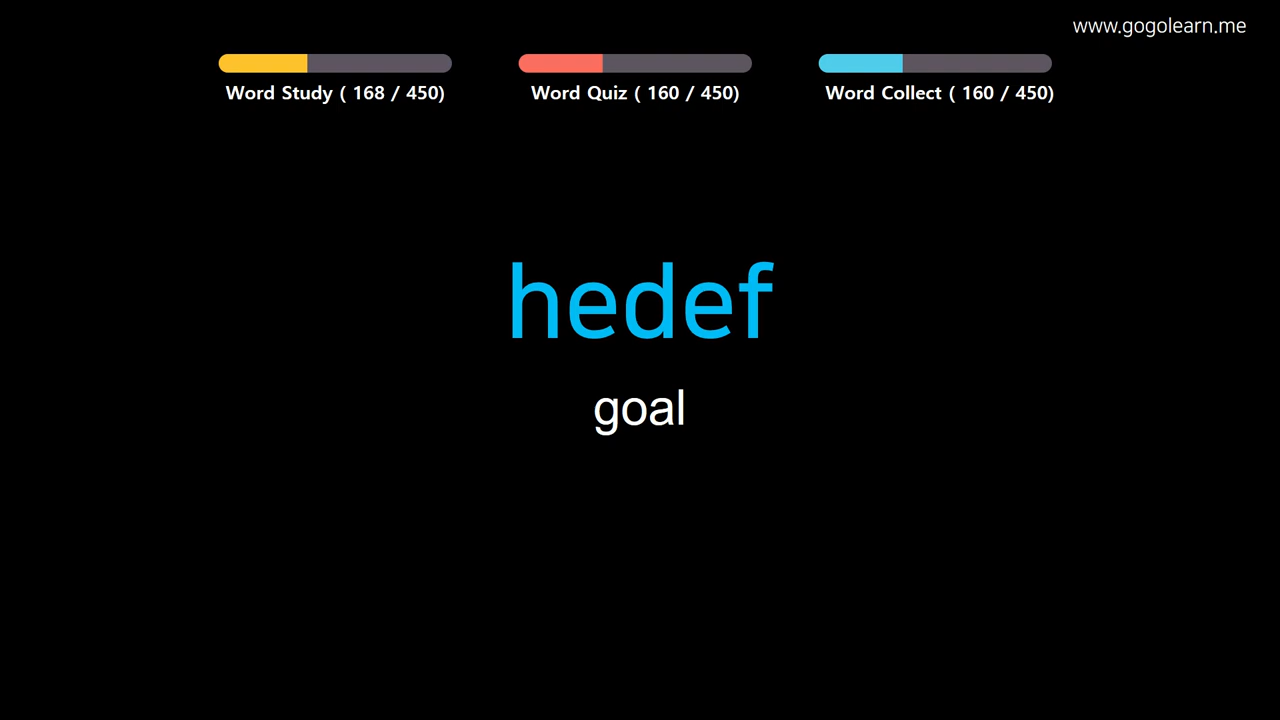 www.gogolearn.me
Word Study ( 168 / 450)
Word Quiz ( 160 / 450)
Word Collect ( 160 / 450)
hedef
goal